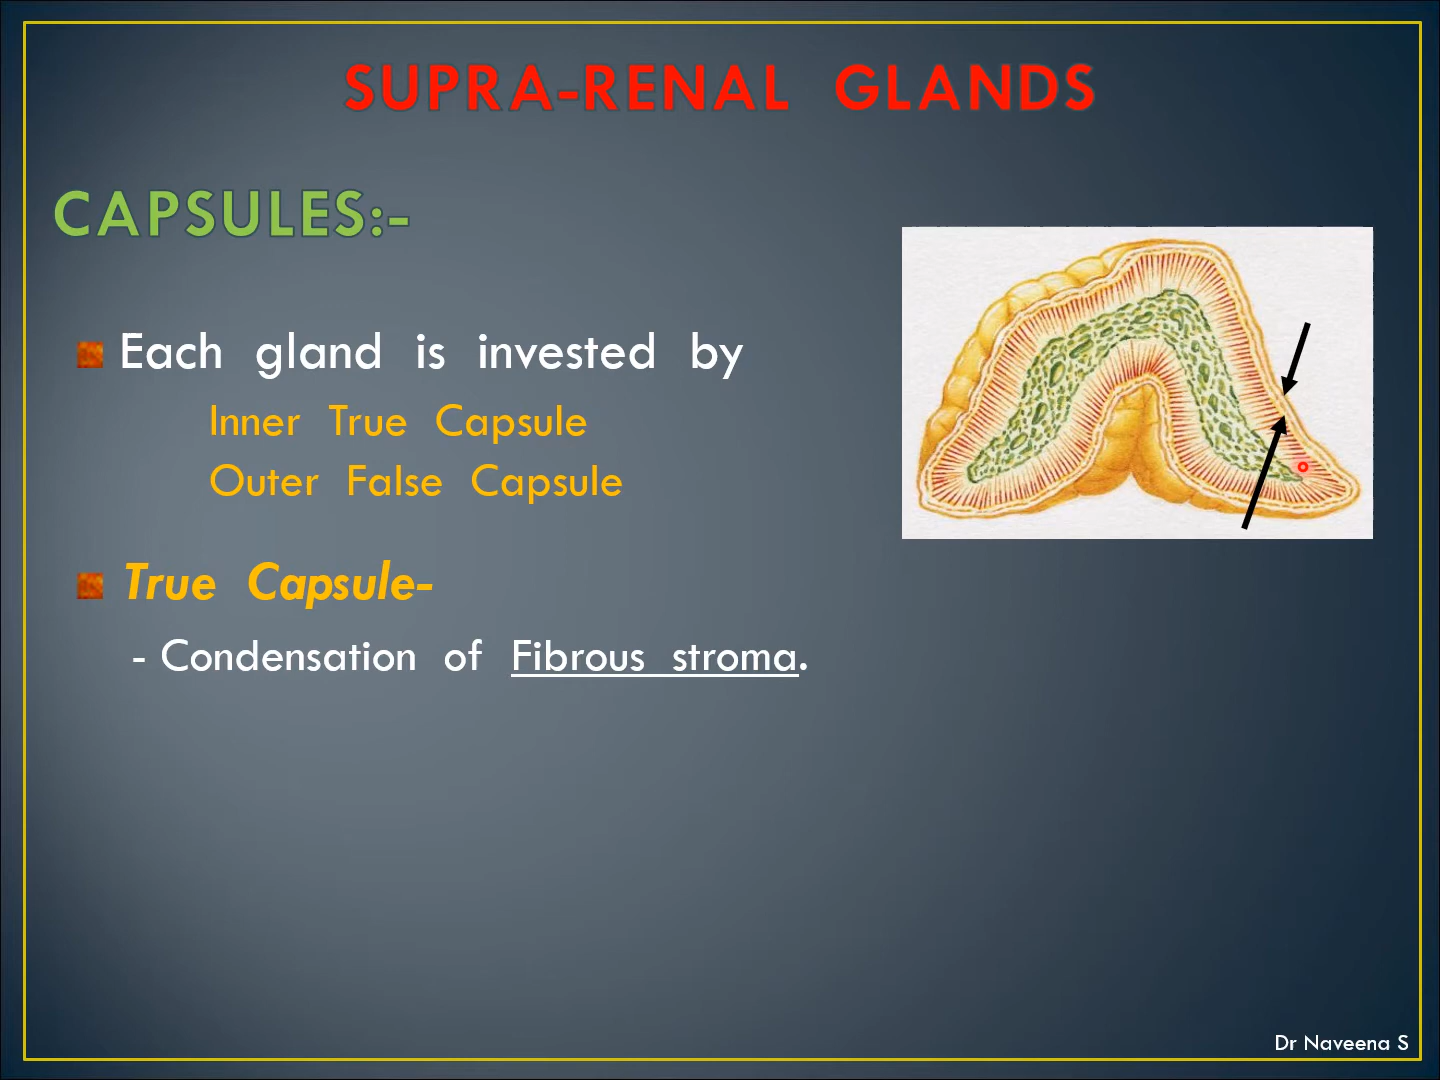 SUPRA-RENAL GLANDS
CAPSULES:-
Each gland is invested by
Inner True Capsule
Outer False Capsule
True Capsule-
- Condensation of Fibrous stroma.
Dr Naveena S